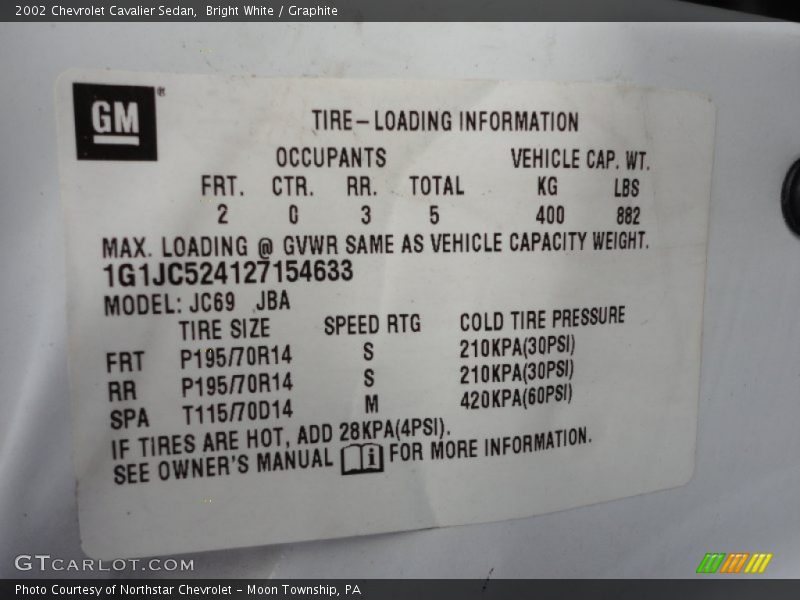 2002 Chevrolet Cavalier Sedan, Bright White / Graphite
GM ®
TIRE-LOADING INFORMATION
OCCUPANTS VEHICLE CAP. WT.
FRT. CTR. RR. TOTAL KG LBS
2 0 3 5 400 882
MAX. LOADING @ GVWR SAME AS VEHICLE CAPACITY WEIGHT.
1G1JC524127154633
MODEL: JC69 JBA
TIRE SIZE SPEED RTG COLD TIRE PRESSURE
FRT P195/70R14 S 210KPA(30PSI)
RR P195/70R14 S 210KPA(30PSI)
SPA T115/70D14 M 420KPA(60PSI)
IF TIRES ARE HOT, ADD 28KPA(4PSI).
SEE OWNER'S MANUAL i FOR MORE INFORMATION.
GTCARLOT.COM
Photo Courtesy of Northstar Chevrolet - Moon Township, PA